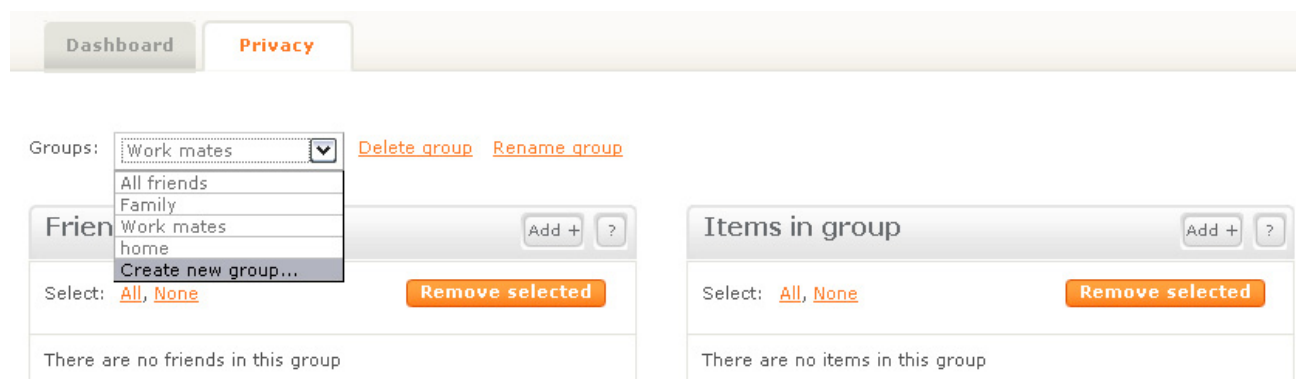 Dashboard Privacy
Groups: Work mates Delete group Rename group
All friends
Family
Work mates
home
Create new group...
Frien Add + ? Items in group Add + ?
Select: All, None Remove selected Select: All, None Remove selected
There are no friends in this group There are no items in this group